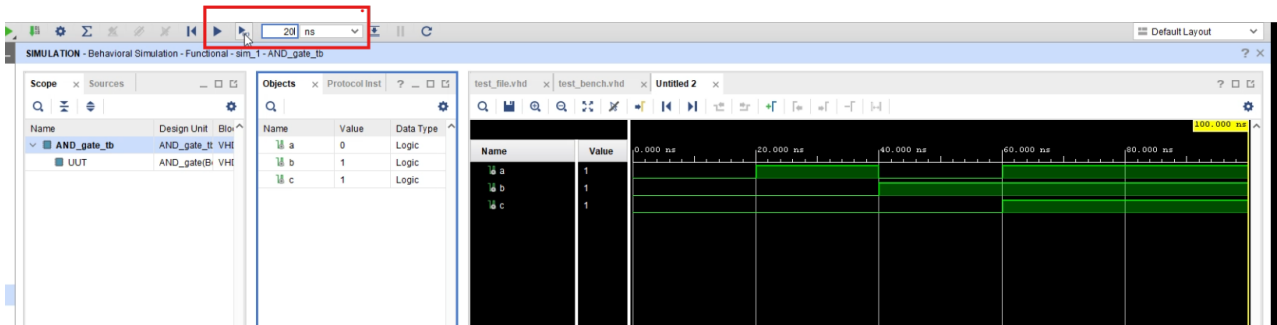 20 ns
Default Layout
SIMULATION - Behavioral Simulation - Functional - sim_1 - AND_gate_tb
Scope Sources
Name Design Unit
AND_gate_tb AND_gate_tt VHI
UUT AND_gate(B VHI
Objects Protocol Inst
Name Value Data Type
a 0 Logic
b 1 Logic
c 1 Logic
test_file.vhd test_bench.vhd Untitled 2
100.000 ns
Name Value 0.000 ns 20.000 ns 40.000 ns 60.000 ns 80.000 ns
a 1
b 1
c 1